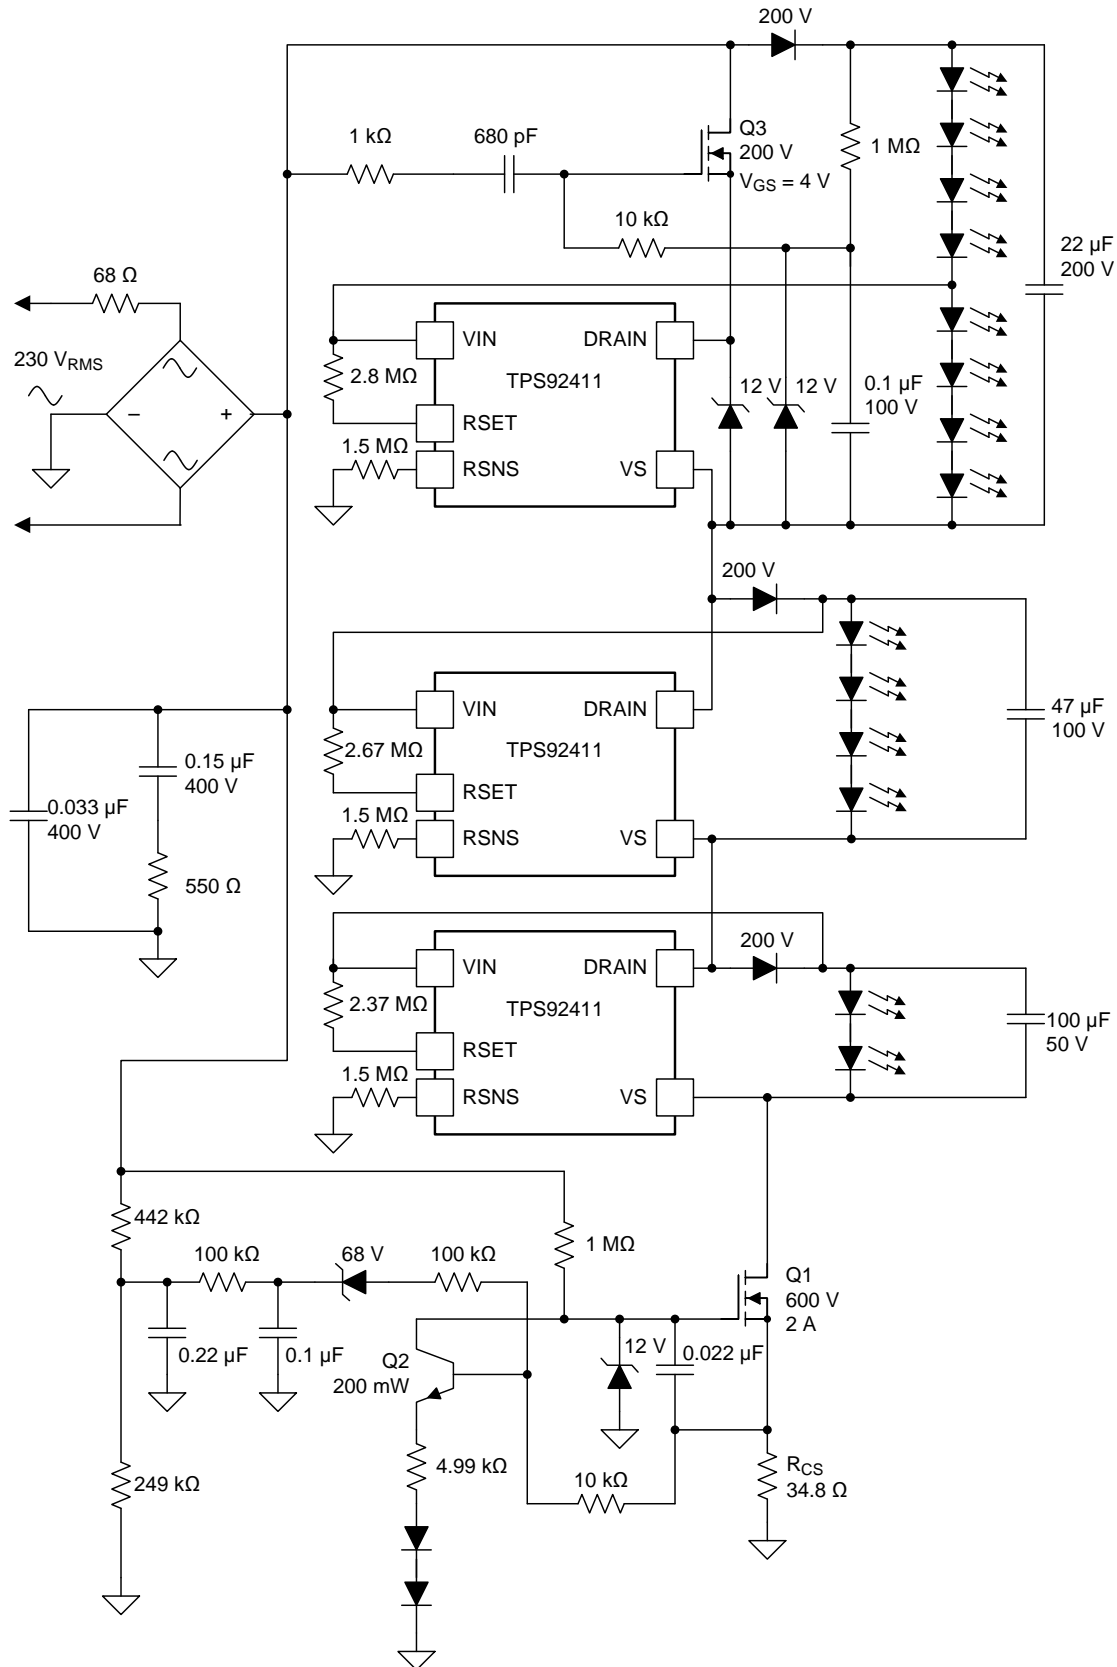 200 V
1 kΩ
680 pF
Q3
200 V
VGS = 4 V
1 MΩ
10 kΩ
22 µF
200 V
68 Ω
230 VRMS
VIN
DRAIN
2.8 MΩ
TPS92411
12 V
12 V
0.1 µF
100 V
RSET
1.5 MΩ
RSNS
VS
− +
200 V
VIN
DRAIN
2.67 MΩ
TPS92411
47 µF
100 V
0.15 µF
400 V
RSET
0.033 µF
400 V
1.5 MΩ
RSNS
VS
550 Ω
200 V
VIN
DRAIN
2.37 MΩ
TPS92411
100 µF
50 V
RSET
1.5 MΩ
RSNS
VS
442 kΩ
100 kΩ
68 V
100 kΩ
1 MΩ
Q1
600 V
2 A
0.22 µF
0.1 µF
Q2
200 mW
12 V
0.022 µF
4.99 kΩ
10 kΩ
RCS
34.8 Ω
249 kΩ